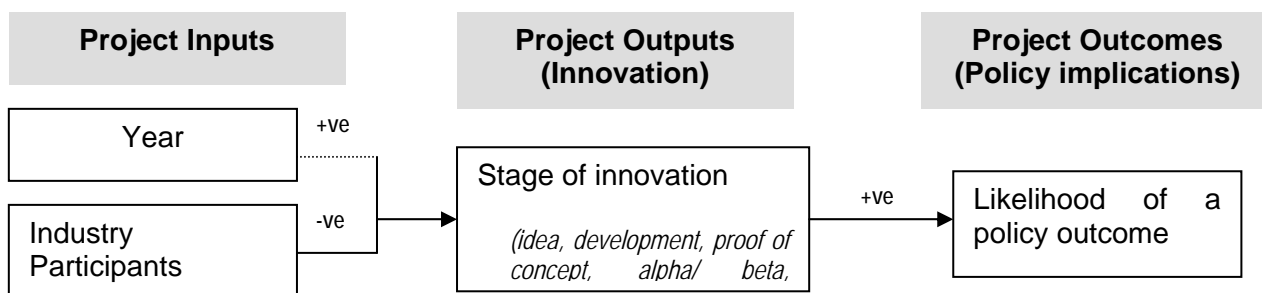 Project Inputs
Project Outputs
(Innovation)
Project Outcomes
(Policy implications)
Year
+ve
Industry
Participants
-ve
Stage of innovation
(idea, development, proof of
concept, alpha/ beta,
+ve
Likelihood of a
policy outcome